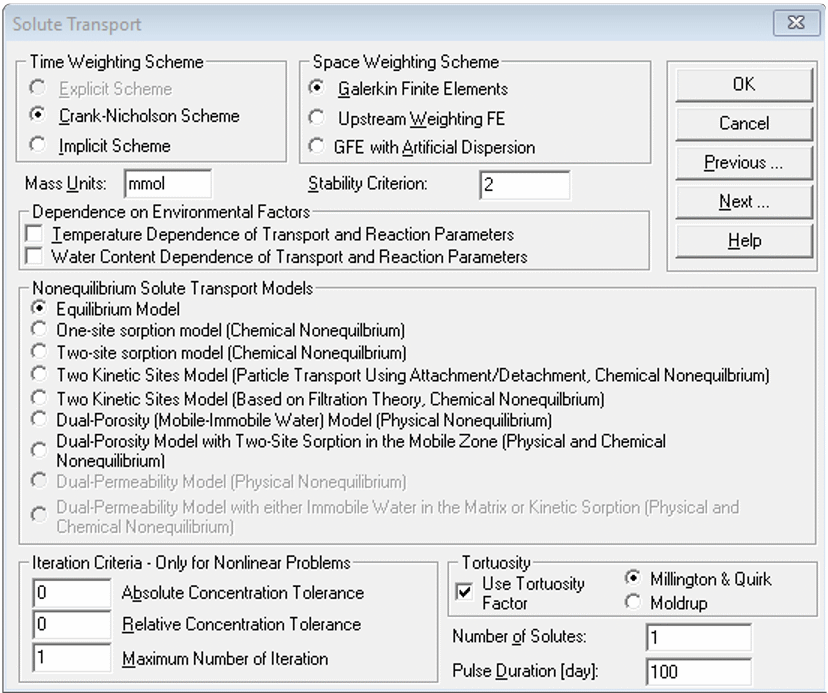 Solute Transport
Time Weighting Scheme
Explicit Scheme
Crank-Nicholson Scheme
Implicit Scheme
Space Weighting Scheme
Galerkin Finite Elements
Upstream Weighting FE
GFE with Artificial Dispersion
OK
Cancel
Previous ...
Next ...
Help
Mass Units: mmol
Stability Criterion: 2
Dependence on Environmental Factors
Temperature Dependence of Transport and Reaction Parameters
Water Content Dependence of Transport and Reaction Parameters
Nonequilibrium Solute Transport Models
Equilibrium Model
One-site sorption model (Chemical Nonequilbrium)
Two-site sorption model (Chemical Nonequilbrium)
Two Kinetic Sites Model (Particle Transport Using Attachment/Detachment, Chemical Nonequilbrium)
Two Kinetic Sites Model (Based on Filtration Theory, Chemical Nonequilbrium)
Dual-Porosity (Mobile-Immobile Water) Model (Physical Nonequilibrium)
Dual-Porosity Model with Two-Site Sorption in the Mobile Zone (Physical and Chemical
Nonequilibrium)
Dual-Permeability Model (Physical Nonequilibrium)
Dual-Permeability Model with either Immobile Water in the Matrix or Kinetic Sorption (Physical and
Chemical Nonequilibrium)
Iteration Criteria - Only for Nonlinear Problems
0 Absolute Concentration Tolerance
0 Relative Concentration Tolerance
1 Maximum Number of Iteration
Tortuosity
Use Tortuosity
Factor
Millington & Quirk
Moldrup
Number of Solutes: 1
Pulse Duration [day]: 100